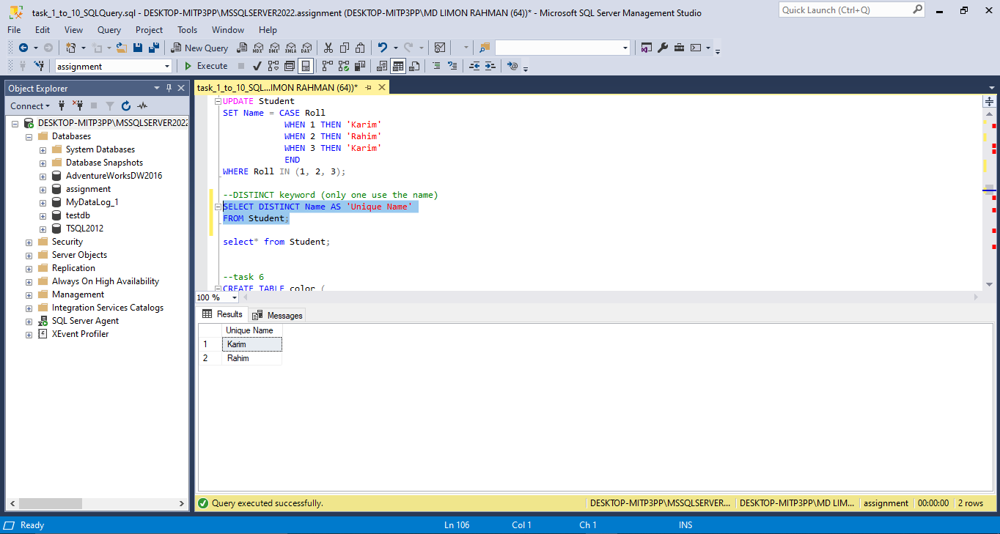 task_1_to_10_SQLQuery.sql - DESKTOP-MITP3PP\MSSQLSERVER2022.assignment (DESKTOP-MITP3PP\MD LIMON RAHMAN (64))* - Microsoft SQL Server Management Studio
Quick Launch (Ctrl+Q)
File Edit View Query Project Tools Window Help
New Query MDX DMX XMLA DAX
assignment Execute
Object Explorer
task_1_to_10_SQL...IMON RAHMAN (64))*
Connect
DESKTOP-MITP3PP\MSSQLSERVER2022
Databases
System Databases
Database Snapshots
AdventureWorksDW2016
assignment
MyDataLog_1
testdb
TSQL2012
Security
Server Objects
Replication
Always On High Availability
Management
Integration Services Catalogs
SQL Server Agent
XEvent Profiler
UPDATE Student
SET Name = CASE Roll
WHEN 1 THEN 'Karim'
WHEN 2 THEN 'Rahim'
WHEN 3 THEN 'Karim'
END
WHERE Roll IN (1, 2, 3);
--DISTINCT keyword (only one use the name)
SELECT DISTINCT Name AS 'Unique Name'
FROM Student;
select* from Student;
--task 6
CREATE TABLE color (
100 %
Results Messages
Unique Name
1 Karim
2 Rahim
Query executed successfully. DESKTOP-MITP3PP\MSSQLSERVER... DESKTOP-MITP3PP\MD LIM... assignment 00:00:00 2 rows
Ready Ln 106 Col 1 Ch 1 INS